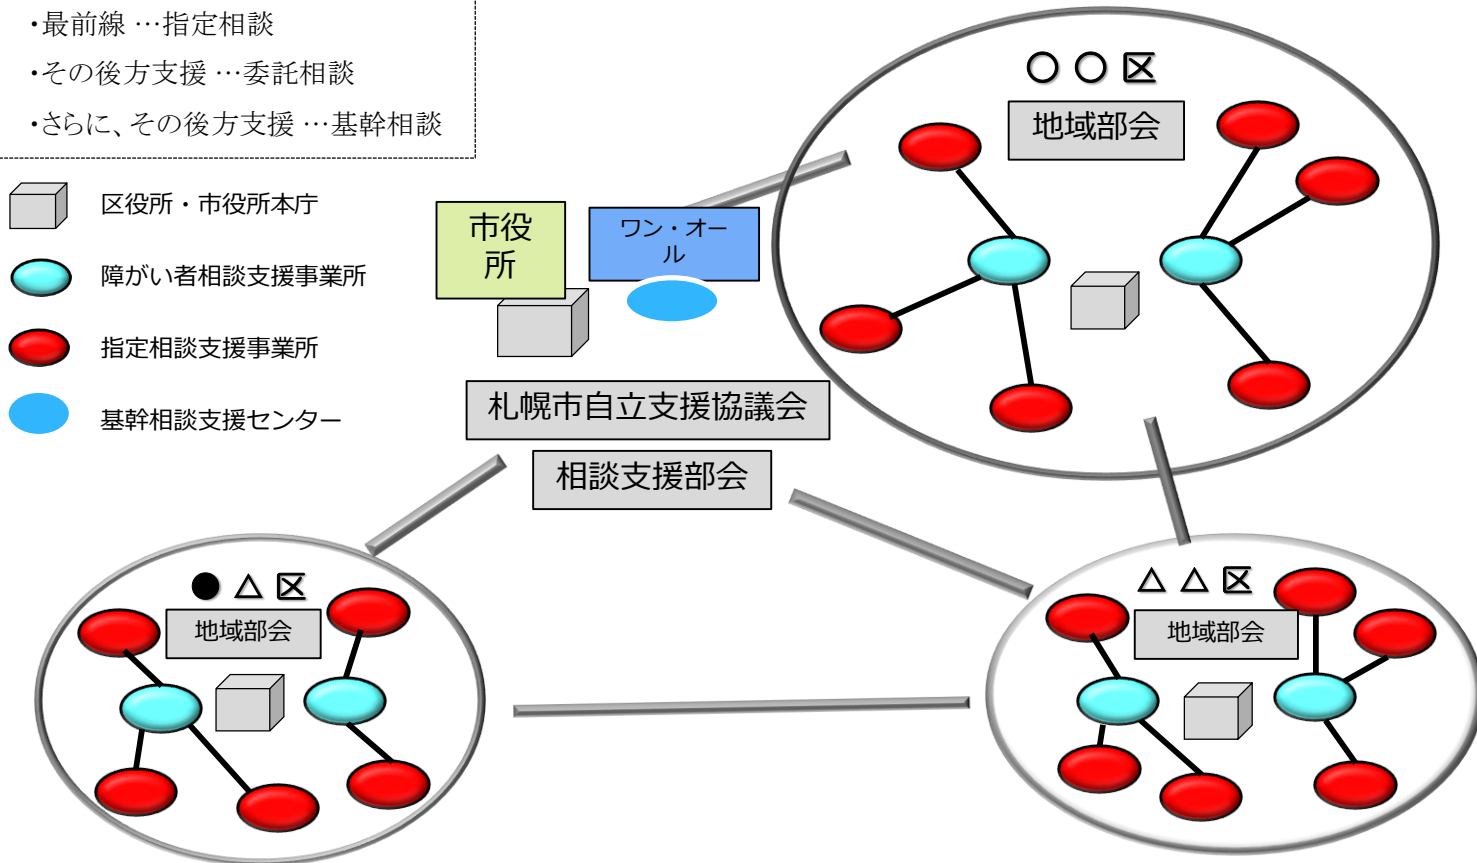 ・最前線 …指定相談
・その後方支援 …委託相談
・さらに、その後方支援 …基幹相談
区役所・市役所本庁
障がい者相談支援事業所
指定相談支援事業所
基幹相談支援センター
市役
所
ワン・オー
ル
札幌市自立支援協議会
相談支援部会
○○区
地域部会
●△区
地域部会
△△区
地域部会